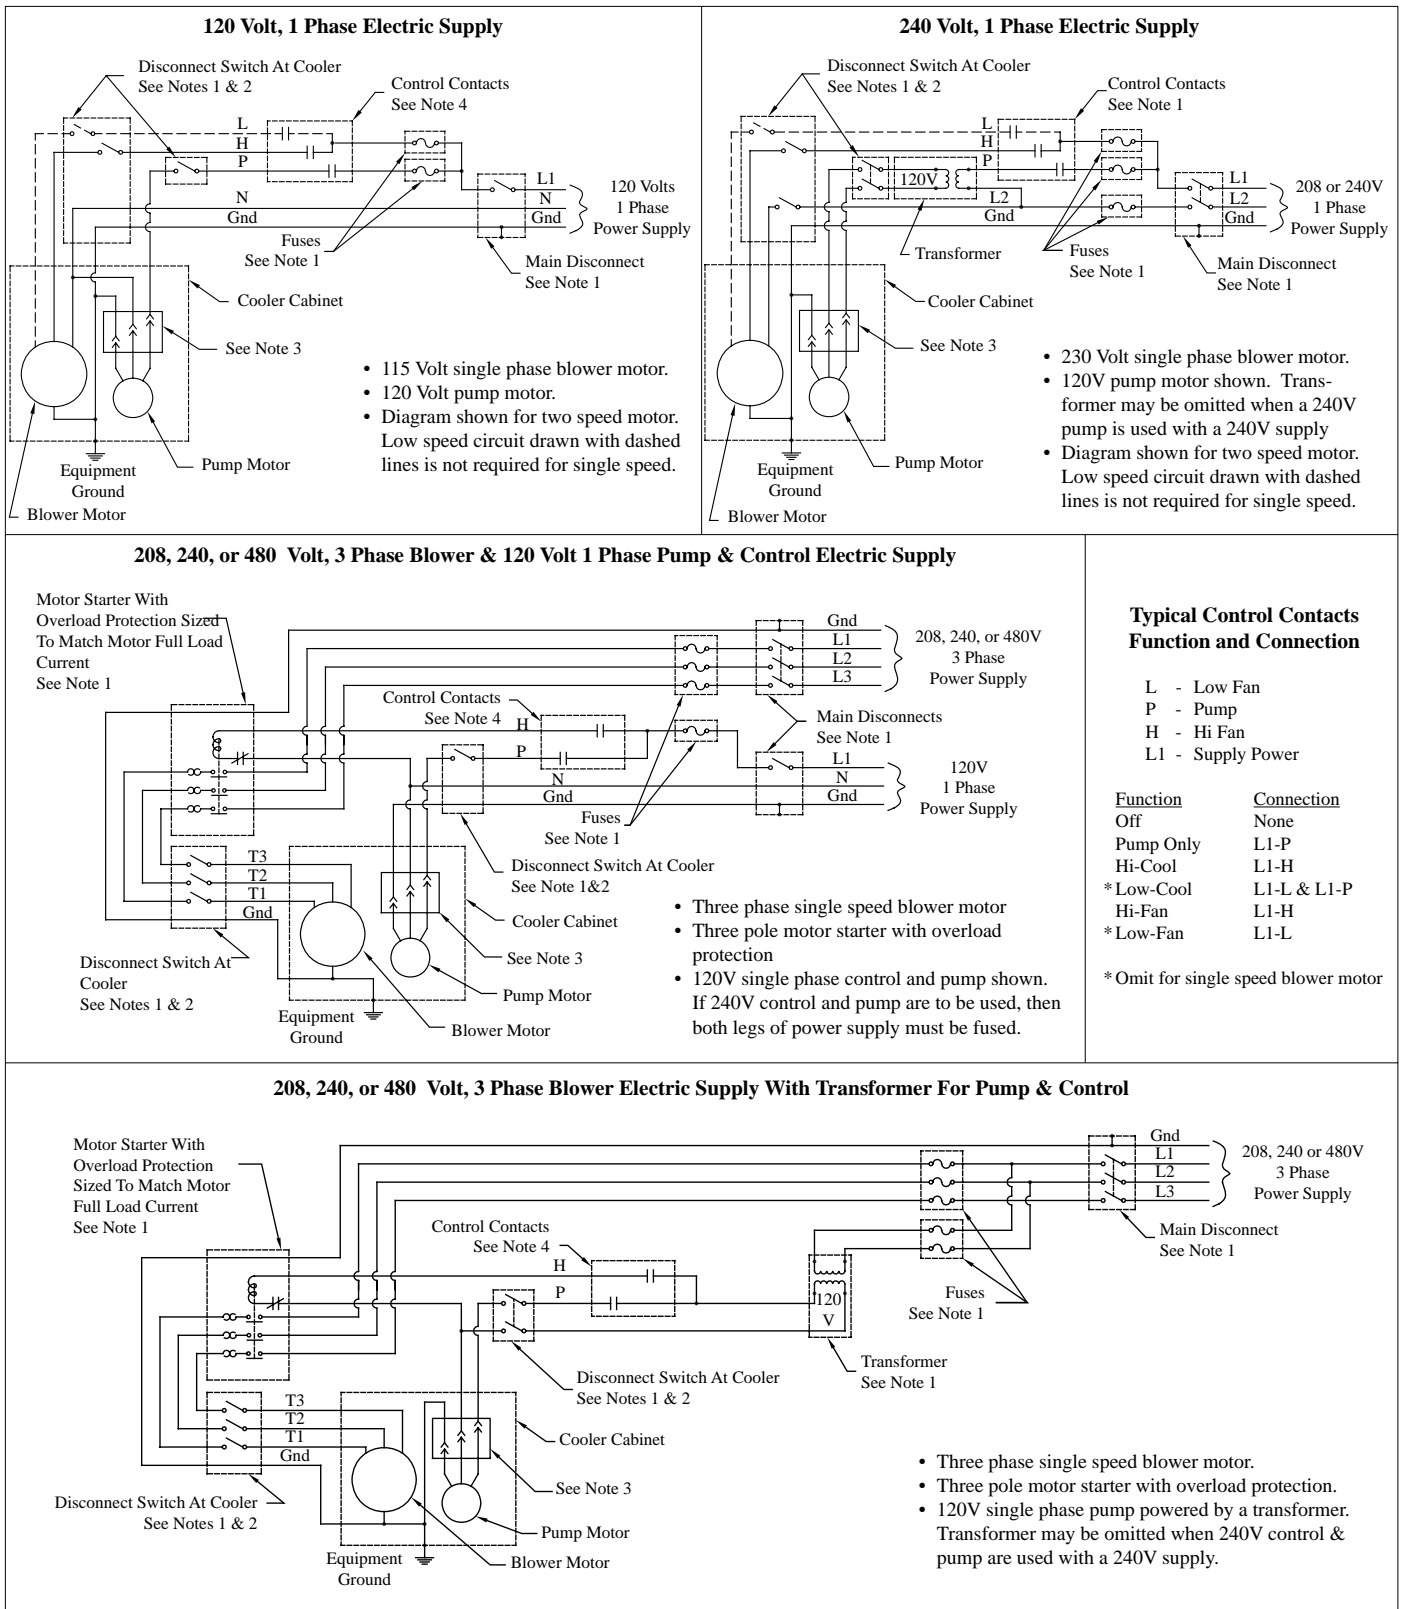 120 Volt, 1 Phase Electric Supply
Disconnect Switch At Cooler
See Notes 1 & 2
Control Contacts
See Note 4
L
H
P
N
Gnd
L1
N
Gnd
120 Volts
1 Phase
Power Supply
Fuses
See Note 1
Main Disconnect
See Note 1
Cooler Cabinet
See Note 3
• 115 Volt single phase blower motor.
• 120 Volt pump motor.
• Diagram shown for two speed motor.
Low speed circuit drawn with dashed
lines is not required for single speed.
Pump Motor
Equipment
Ground
Blower Motor
240 Volt, 1 Phase Electric Supply
Disconnect Switch At Cooler
See Notes 1 & 2
Control Contacts
See Note 1
L
H
P
120V
L2
Gnd
L1
L2
Gnd
208 or 240V
1 Phase
Power Supply
Transformer
Fuses
See Note 1
Main Disconnect
See Note 1
Cooler Cabinet
See Note 3
• 230 Volt single phase blower motor.
• 120V pump motor shown. Trans-
former may be omitted when a 240V
pump is used with a 240V supply
• Diagram shown for two speed motor.
Low speed circuit drawn with dashed
lines is not required for single speed.
Pump Motor
Equipment
Ground
Blower Motor
208, 240, or 480 Volt, 3 Phase Blower & 120 Volt 1 Phase Pump & Control Electric Supply
Motor Starter With
Overload Protection Sized
To Match Motor Full Load
Current
See Note 1
Gnd
L1
L2
L3
208, 240, or 480V
3 Phase
Power Supply
Control Contacts
See Note 4
H
P
N
Gnd
Main Disconnects
See Note 1
L1
N
Gnd
120V
1 Phase
Power Supply
Fuses
See Note 1
Disconnect Switch At Cooler
See Note 1&2
T3
T2
T1
Gnd
Cooler Cabinet
See Note 3
Pump Motor
Blower Motor
Disconnect Switch At
Cooler
See Notes 1 & 2
Equipment
Ground
• Three phase single speed blower motor
• Three pole motor starter with overload
protection
• 120V single phase control and pump shown.
If 240V control and pump are to be used, then
both legs of power supply must be fused.
Typical Control Contacts
Function and Connection
L - Low Fan
P - Pump
H - Hi Fan
L1 - Supply Power
Function Connection
Off None
Pump Only L1-P
Hi-Cool L1-H
* Low-Cool L1-L & L1-P
Hi-Fan L1-H
* Low-Fan L1-L
* Omit for single speed blower motor
208, 240, or 480 Volt, 3 Phase Blower Electric Supply With Transformer For Pump & Control
Motor Starter With
Overload Protection
Sized To Match Motor
Full Load Current
See Note 1
Gnd
L1
L2
L3
208, 240 or 480V
3 Phase
Power Supply
Main Disconnect
See Note 1
Control Contacts
See Note 4
H
P
120
V
Fuses
See Note 1
Transformer
See Note 1
Disconnect Switch At Cooler
See Notes 1 & 2
T3
T2
T1
Gnd
Cooler Cabinet
See Note 3
Pump Motor
Blower Motor
Disconnect Switch At Cooler
See Notes 1 & 2
Equipment
Ground
• Three phase single speed blower motor.
• Three pole motor starter with overload protection.
• 120V single phase pump powered by a transformer.
Transformer may be omitted when 240V control &
pump are used with a 240V supply.